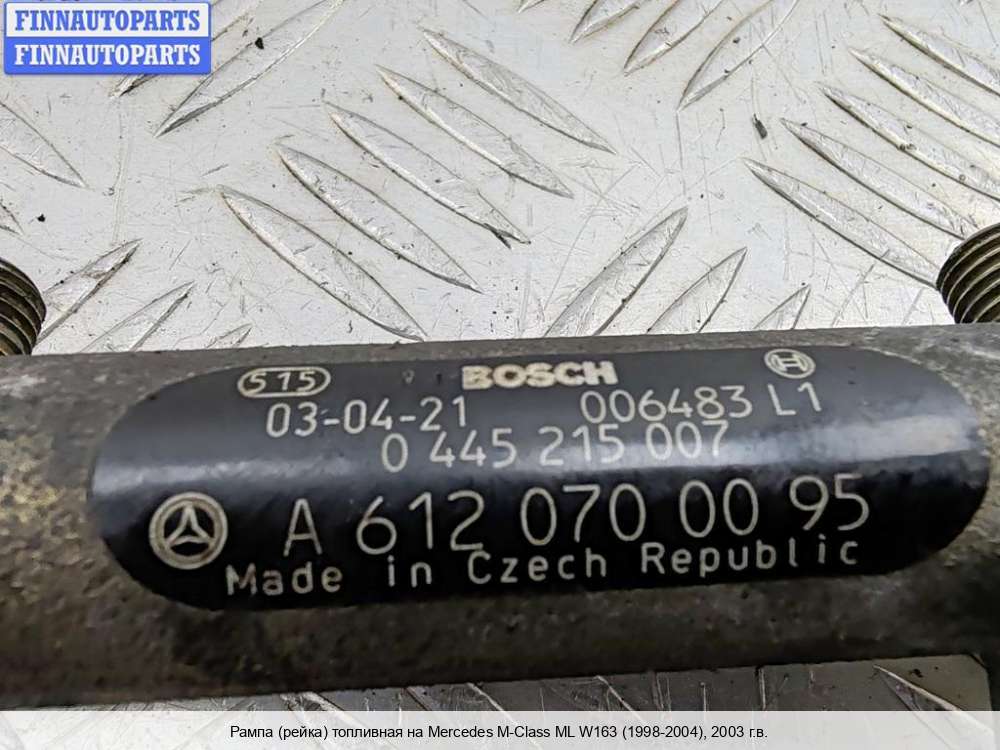 FINNAUTOPARTS
FINNAUTOPARTS
515 BOSCH
03-04-21 006483 L1
0 445 215 007
A 612 070 00 95
Made in Czech Republic
Рампа (рейка) топливная на Mercedes M-Class ML W163 (1998-2004), 2003 г.в.